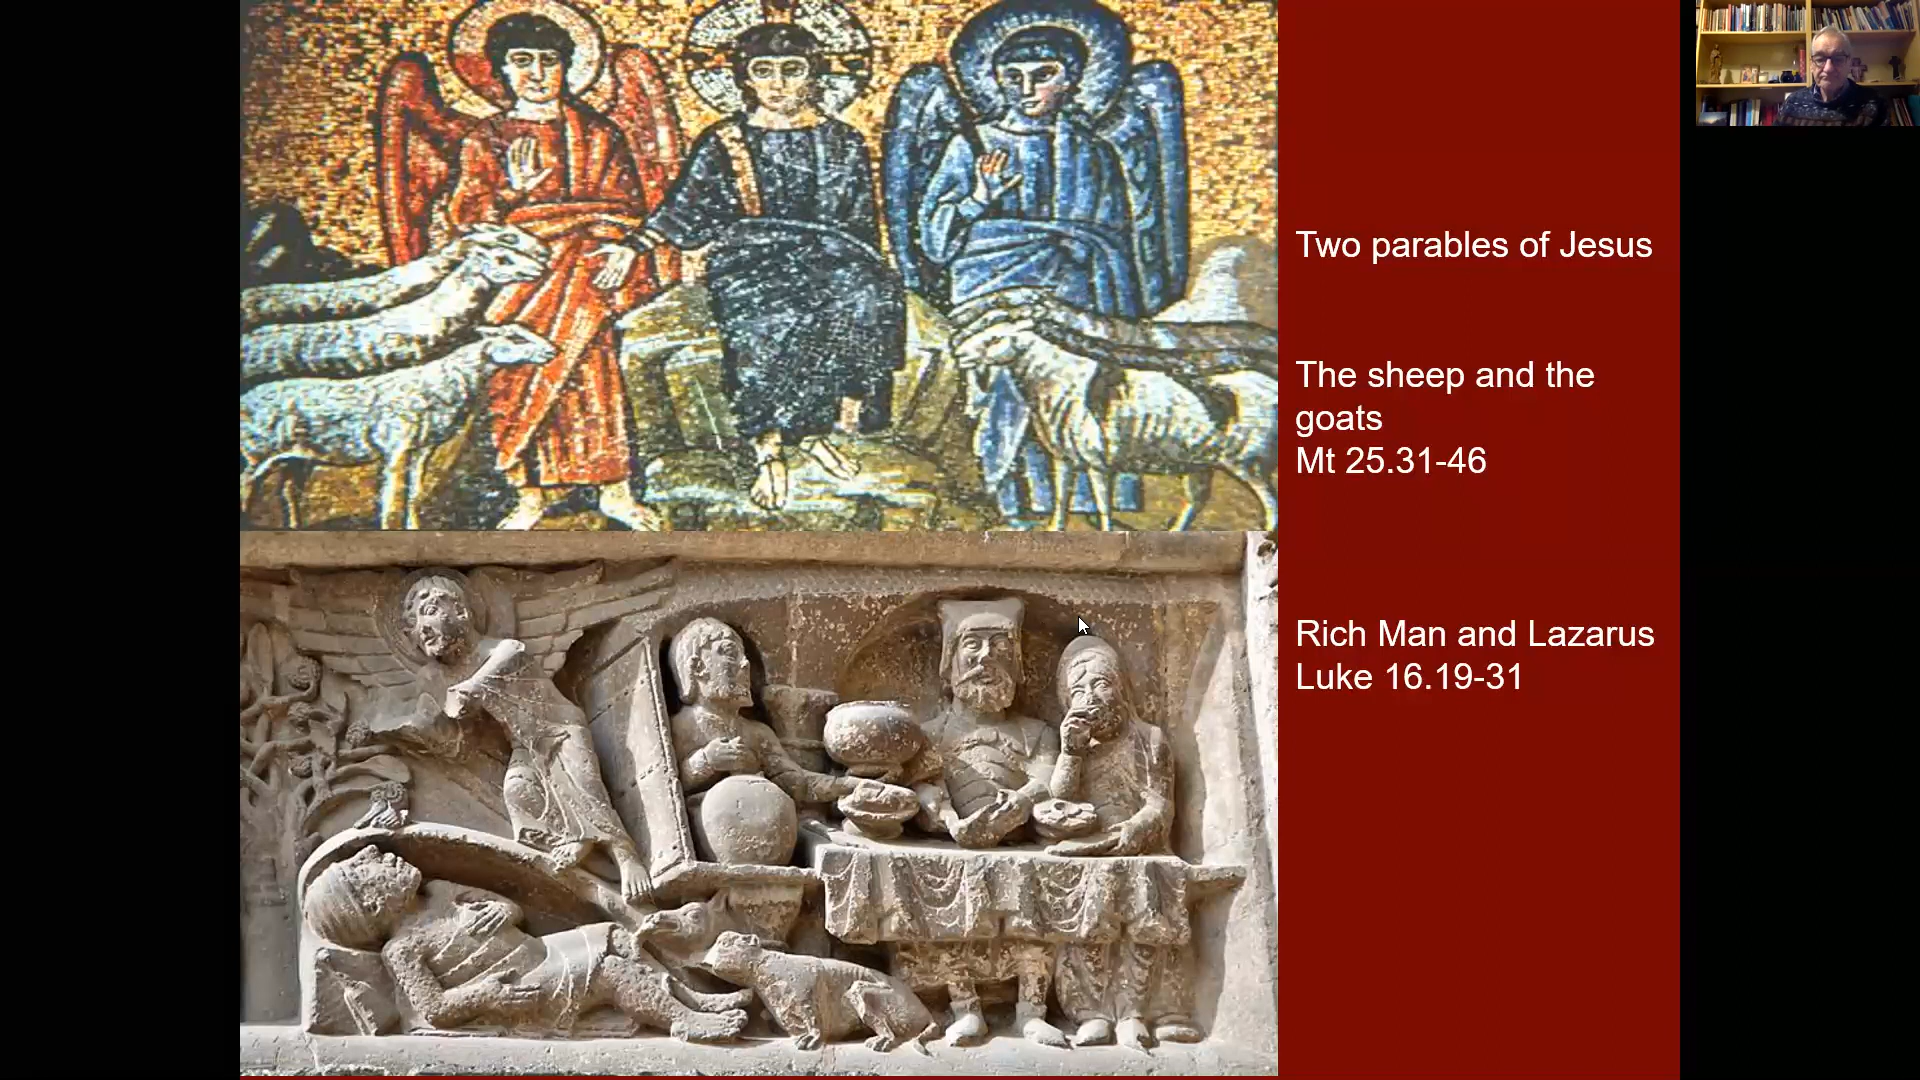 Two parables of Jesus
The sheep and the
goats
Mt 25.31-46
Rich Man and Lazarus
Luke 16.19-31